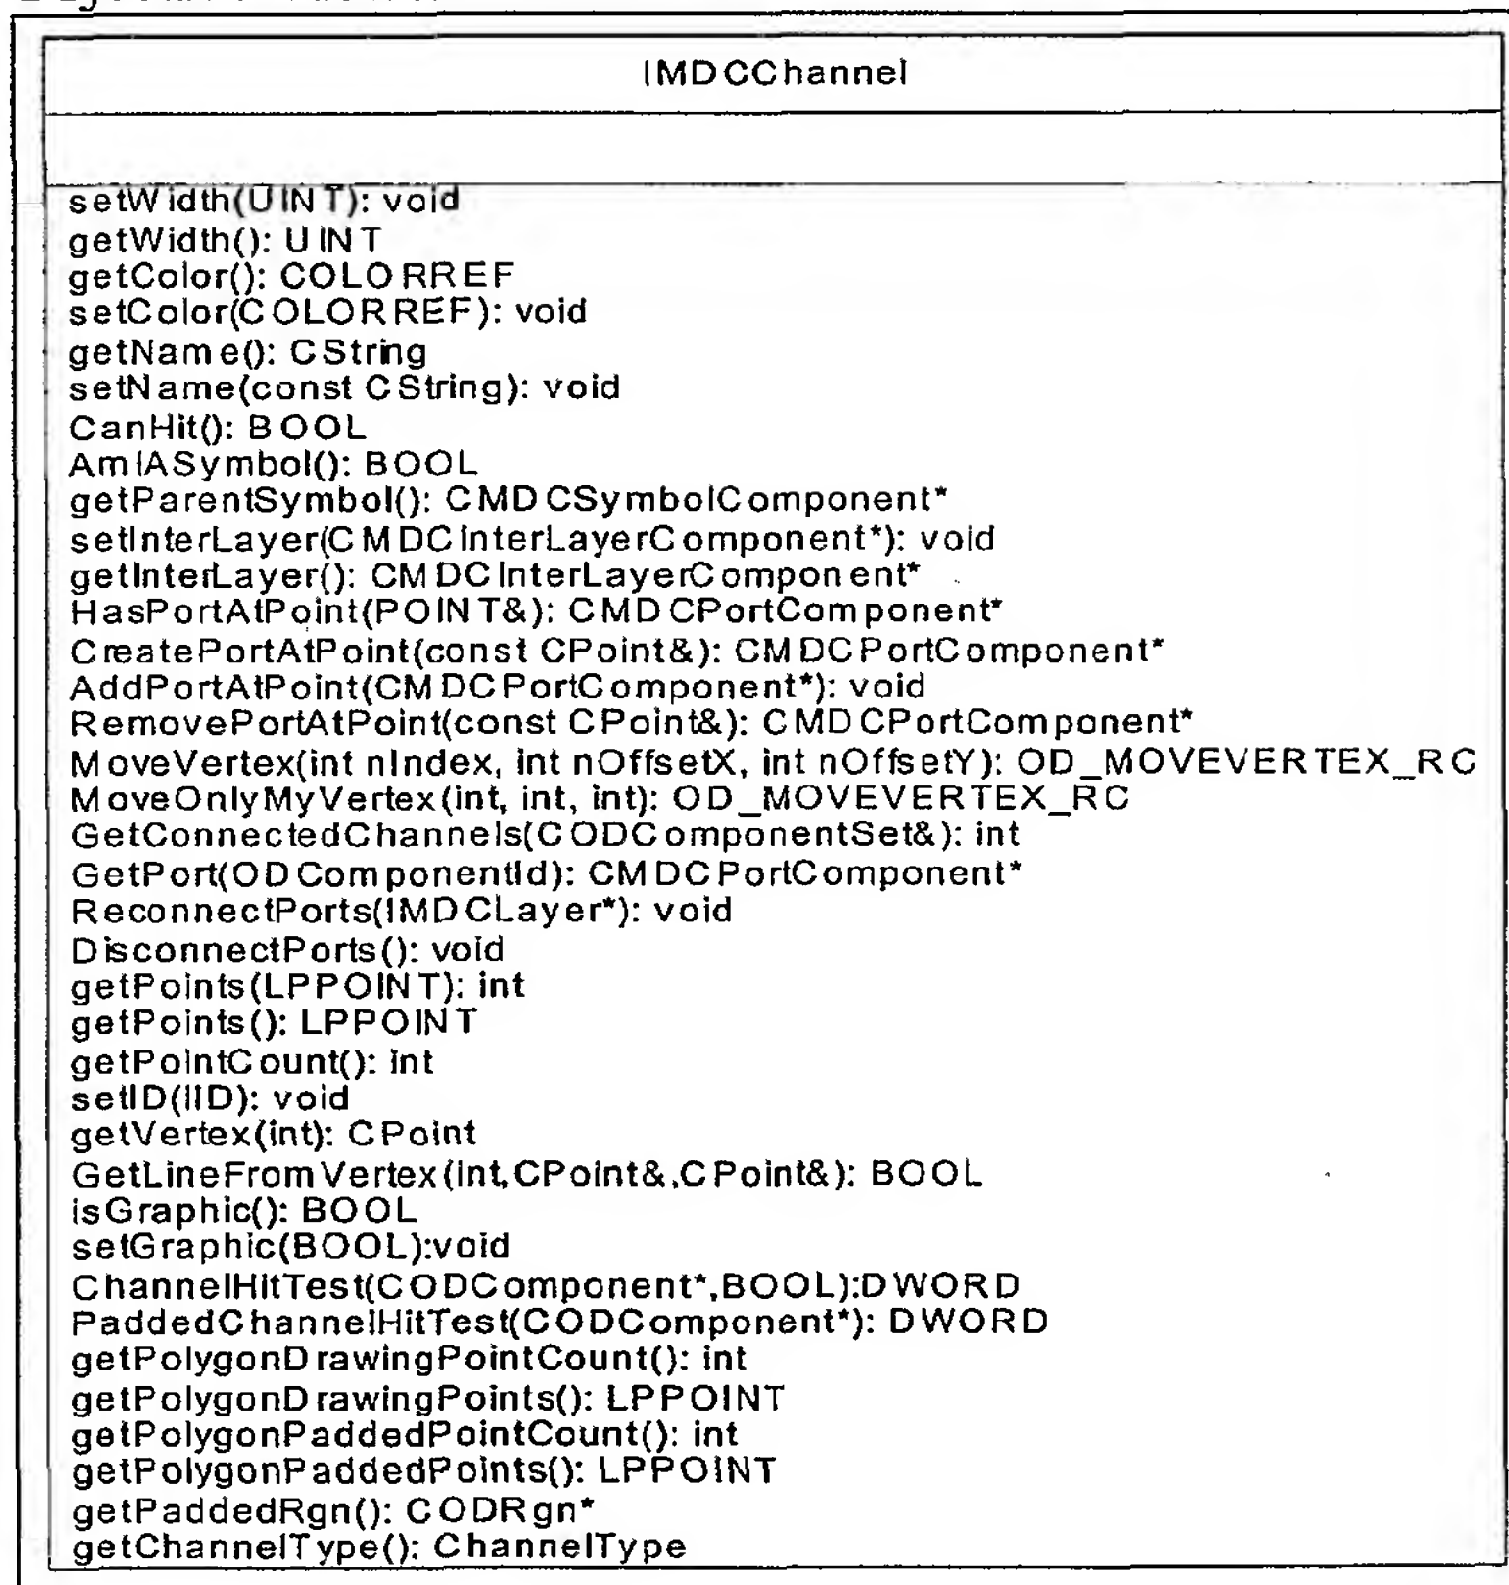 IMDCChannel
setWidth(UINT): void
getWidth(): UINT
getColor(): COLORREF
setColor(COLORREF): void
getName(): CString
setName(const CString): void
CanHit(): BOOL
AmIASymbol(): BOOL
getParentSymbol(): CMDCSymbolComponent*
setInterLayer(CMDCInterLayerComponent*): void
getInterLayer(): CMDCInterLayerComponent*
HasPortAtPoint(POINT&): CMDCPortComponent*
CreatePortAtPoint(const CPoint&): CMDCPortComponent*
AddPortAtPoint(CMDCPortComponent*): void
RemovePortAtPoint(const CPoint&): CMDCPortComponent*
MoveVertex(int nIndex, int nOffsetX, int nOffsetY): OD_MOVEVERTEX_RC
MoveOnlyMyVertex(int, int, int): OD_MOVEVERTEX_RC
GetConnectedChannels(CODComponentSet&): int
GetPort(ODComponentId): CMDCPortComponent*
ReconnectPorts(IMDCLayer*): void
DisconnectPorts(): void
getPoints(LPPOINT): int
getPoints(): LPPOINT
getPointCount(): int
setIID(IID): void
getVertex(int): CPoint
GetLineFromVertex(int,CPoint&,CPoint&): BOOL
isGraphic(): BOOL
setGraphic(BOOL):void
ChannelHitTest(CODComponent*,BOOL):DWORD
PaddedChannelHitTest(CODComponent*): DWORD
getPolygonDrawingPointCount(): int
getPolygonDrawingPoints(): LPPOINT
getPolygonPaddedPointCount(): int
getPolygonPaddedPoints(): LPPOINT
getPaddedRgn(): CODRgn*
getChannelType(): ChannelType